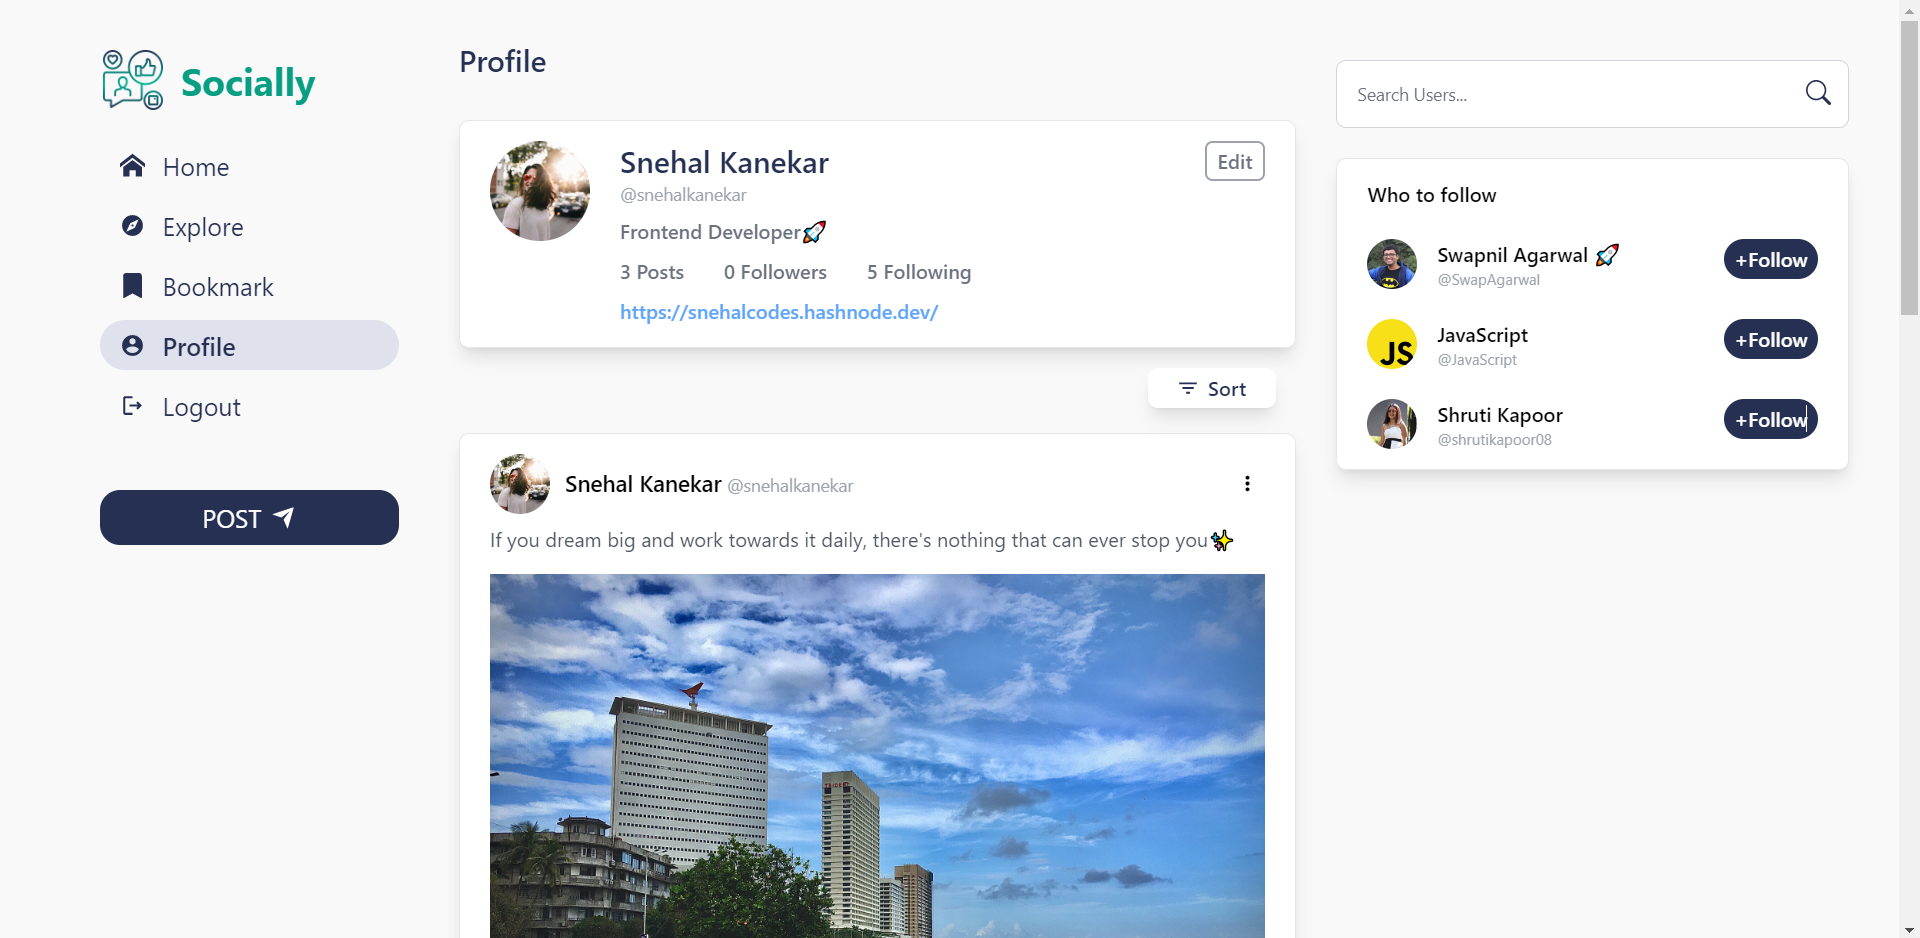 Socially
Home
Explore
Bookmark
Profile
Logout
POST
Profile
Snehal Kanekar
@snehalkanekar
Edit
Frontend Developer🚀
3 Posts 0 Followers 5 Following
https://snehalcodes.hashnode.dev/
Sort
Snehal Kanekar @snehalkanekar
If you dream big and work towards it daily, there's nothing that can ever stop you✨
Search Users...
Who to follow
Swapnil Agarwal 🚀
@SwapAgarwal
+Follow
JS
JavaScript
@JavaScript
+Follow
Shruti Kapoor
@shrutikapoor08
+Follow